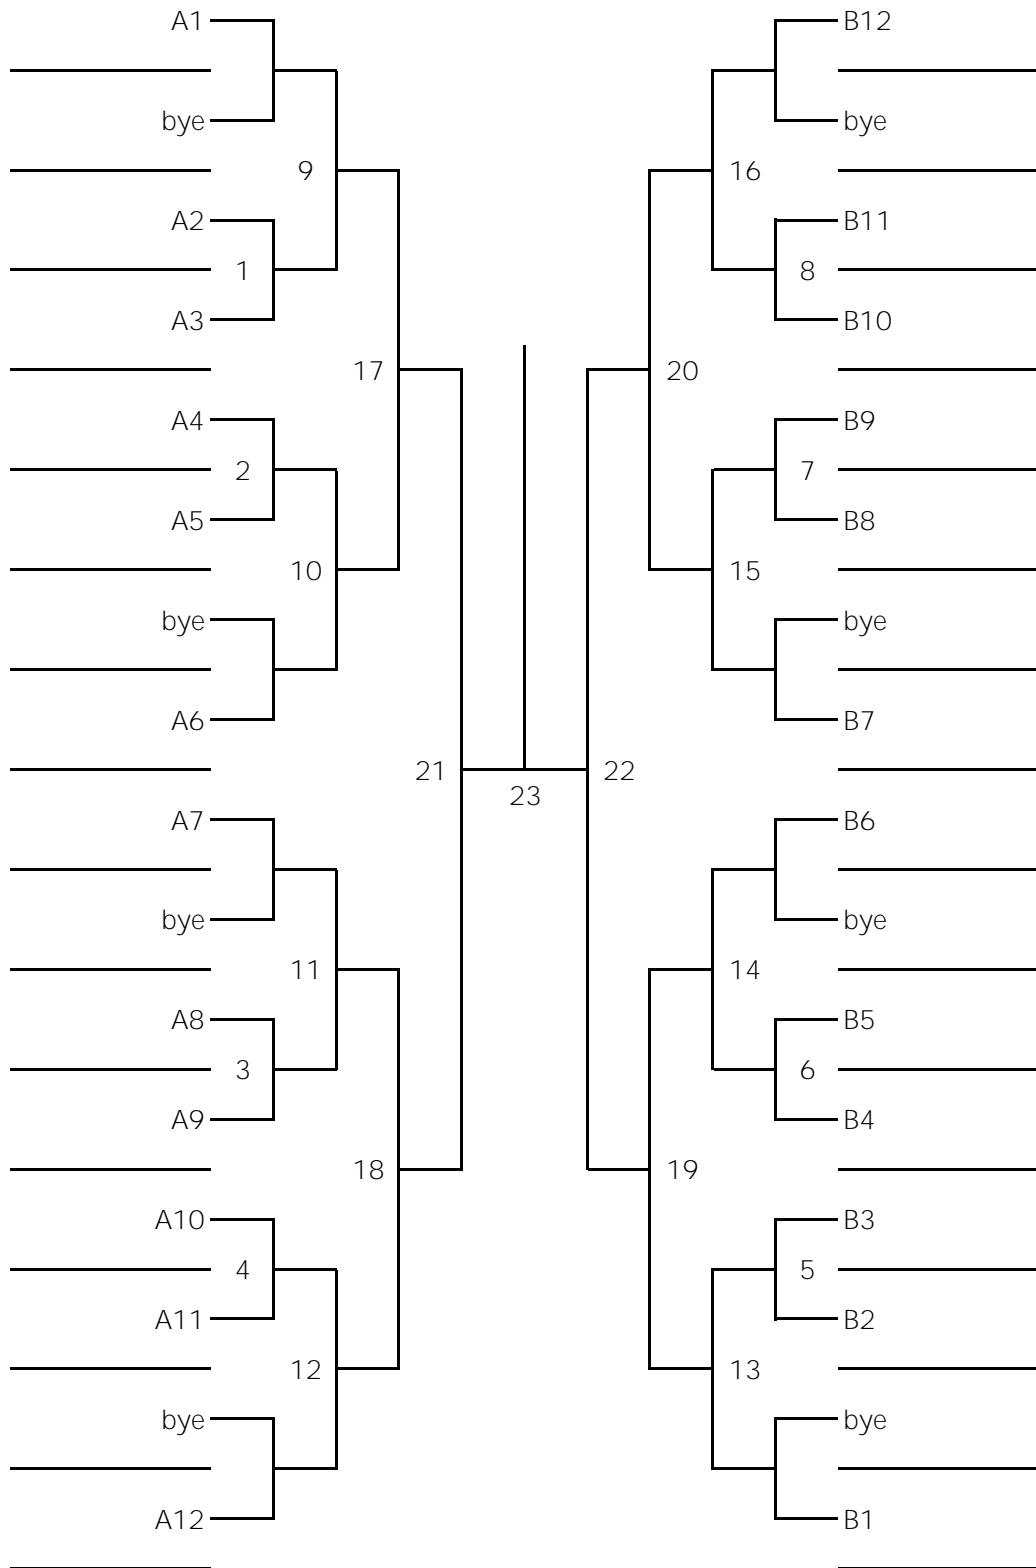 A1 B12
bye bye
9 16
A2 B11
1 8
A3 B10
17 20
A4 B9
2 7
A5 B8
10 15
bye bye
A6 B7
21 22
23
A7 B6
bye bye
11 14
A8 B5
3 6
A9 B4
18 19
A10 B3
4 5
A11 B2
12 13
bye bye
A12 B1